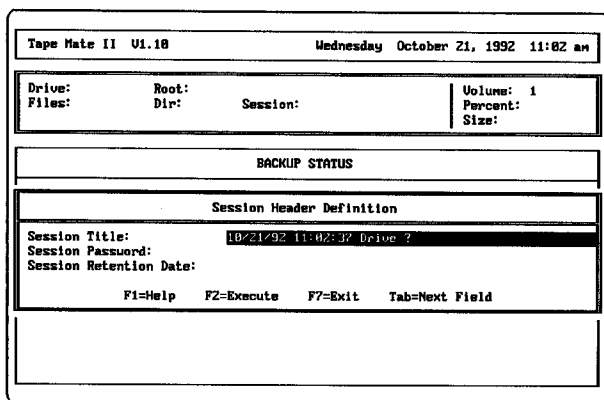 Tape Mate II V1.10 Wednesday October 21, 1992 11:02 am
Drive: Root: Volume: 1
Files: Dir: Session: Percent:
Size:
BACKUP STATUS
Session Header Definition
Session Title: 10/21/92 11:02:37 Drive ?
Session Password:
Session Retention Date:
F1=Help F2=Execute F7=Exit Tab=Next Field